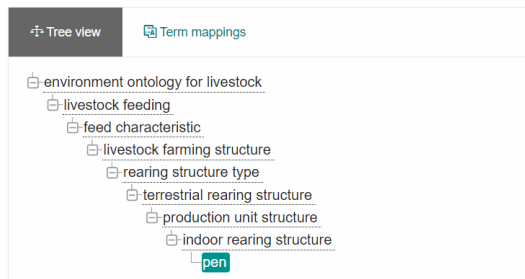 Tree view
Term mappings
environment ontology for livestock
livestock feeding
feed characteristic
livestock farming structure
rearing structure type
terrestrial rearing structure
production unit structure
indoor rearing structure
pen